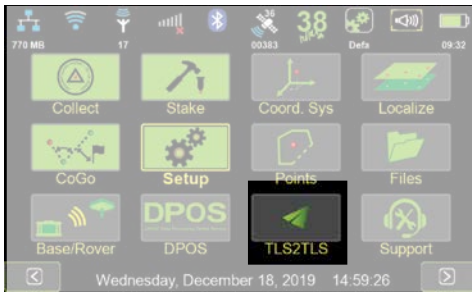 38
770 MB 17 00383 Defa 09:32
Collect Stake Coord. Sys Localize
CoGo Setup Points Files
DPOS
Base/Rover DPOS TLS2TLS Support
Wednesday, December 18, 2019 14:59:26